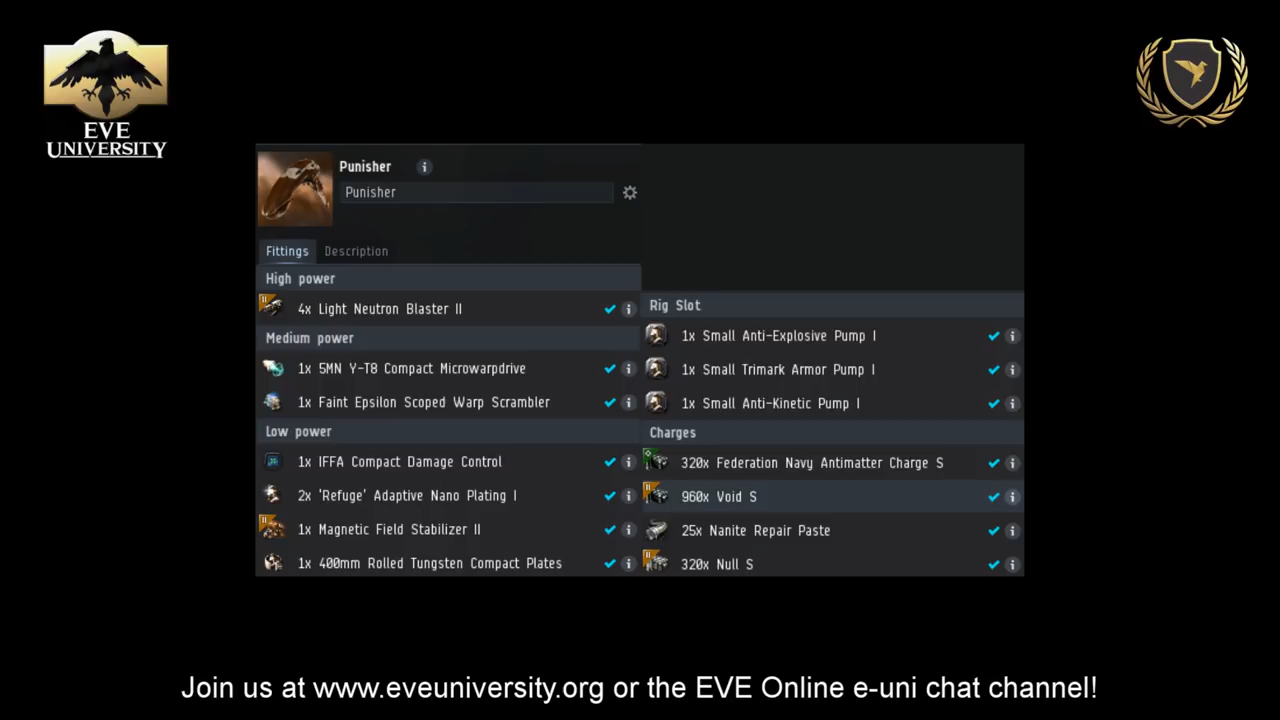 EVE
UNIVERSITY
Punisher
Punisher
Fittings Description
High power
4x Light Neutron Blaster II
Medium power
1x 5MN Y-T8 Compact Microwarpdrive
1x Faint Epsilon Scoped Warp Scrambler
Low power
1x IFFA Compact Damage Control
2x 'Refuge' Adaptive Nano Plating I
1x Magnetic Field Stabilizer II
1x 400mm Rolled Tungsten Compact Plates
Rig Slot
1x Small Anti-Explosive Pump I
1x Small Trimark Armor Pump I
1x Small Anti-Kinetic Pump I
Charges
320x Federation Navy Antimatter Charge S
960x Void S
25x Nanite Repair Paste
320x Null S
Join us at www.eveuniversity.org or the EVE Online e-uni chat channel!